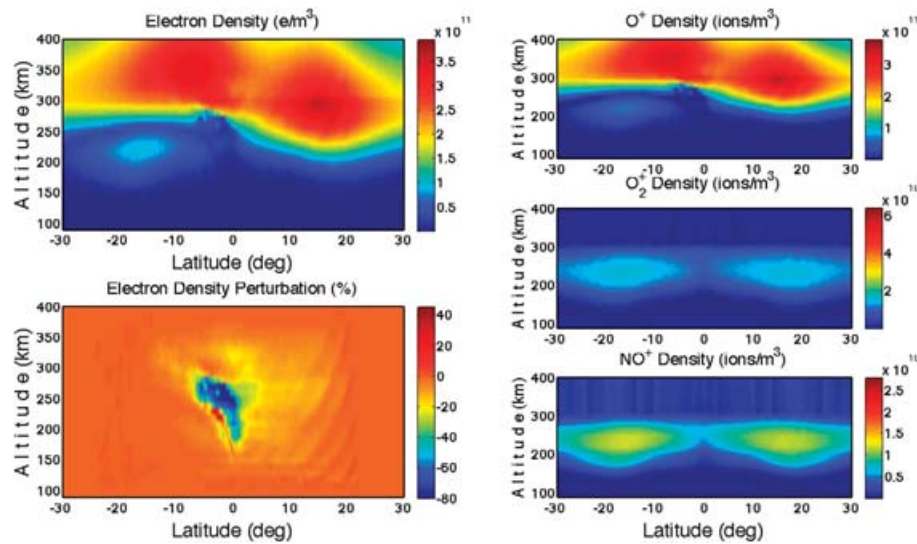 Electron Density (e/m³)
x 10¹¹
Altitude (km)
400
350
300
250
200
150
100
-30 -20 -10 0 10 20 30
Latitude (deg)
3.5
3
2.5
2
1.5
1
0.5
Electron Density Perturbation (%)
Altitude (km)
400
350
300
250
200
150
100
-30 -20 -10 0 10 20 30
Latitude (deg)
40
20
0
-20
-40
-60
-80
O⁺ Density (ions/m³)
x 10¹¹
Altitude (km)
400
300
200
100
-30 -20 -10 0 10 20 30
3
2
1
O₂⁺ Density (ions/m³)
x 10¹⁰
Altitude (km)
400
300
200
100
-30 -20 -10 0 10 20 30
6
4
2
NO⁺ Density (ions/m³)
x 10¹⁰
Altitude (km)
400
300
200
100
-30 -20 -10 0 10 20 30
Latitude (deg)
2.5
2
1.5
1
0.5